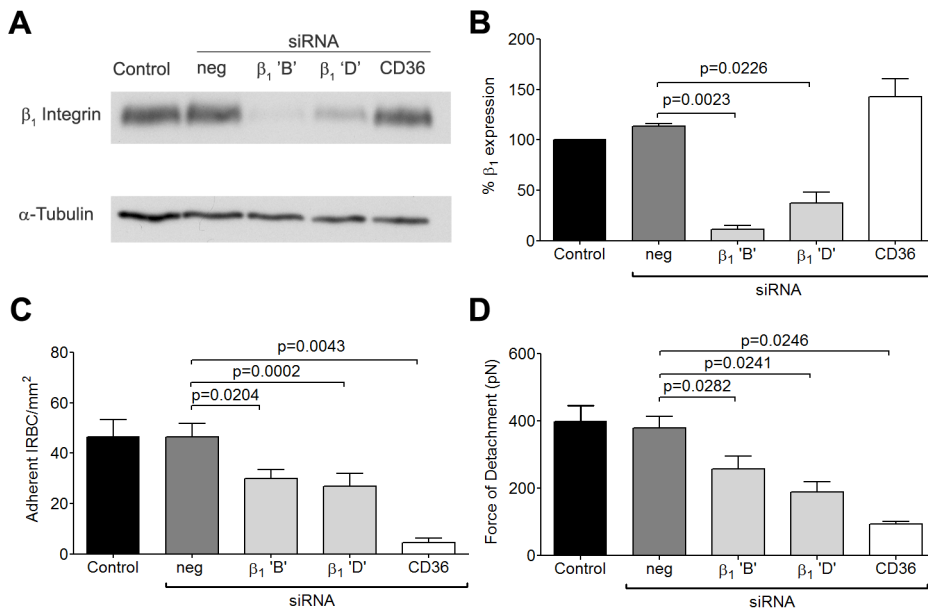 A
siRNA
Control neg β1 'B' β1 'D' CD36
β1 Integrin
α-Tubulin
B
200
150
100
50
0
% β1 expression
p=0.0226
p=0.0023
Control neg β1 'B' β1 'D' CD36
siRNA
C
80
60
40
20
0
Adherent IRBC/mm²
p=0.0043
p=0.0002
p=0.0204
Control neg β1 'B' β1 'D' CD36
siRNA
D
600
400
200
0
Force of Detachment (pN)
p=0.0246
p=0.0241
p=0.0282
Control neg β1 'B' β1 'D' CD36
siRNA